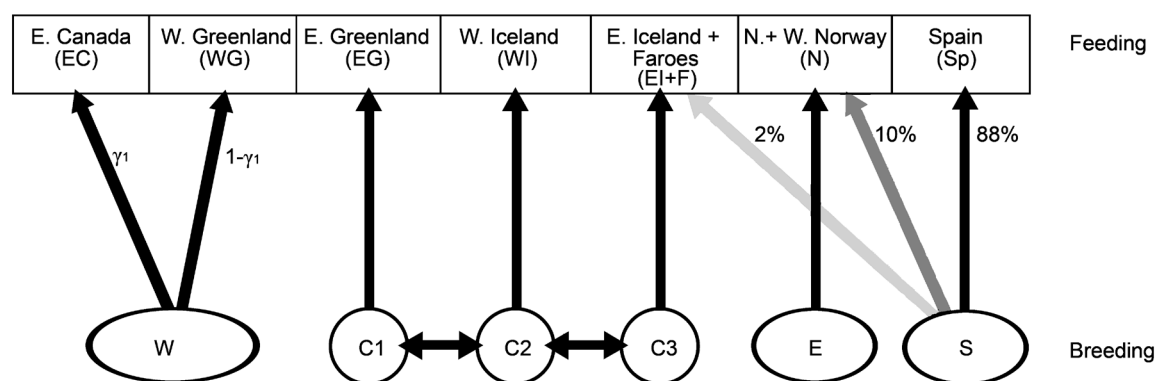 E. Canada
(EC)
W. Greenland
(WG)
E. Greenland
(EG)
W. Iceland
(WI)
E. Iceland +
Faroes
(EI+F)
N.+ W. Norway
(N)
Spain
(Sp)
Feeding
γ1
1-γ1
2%
10%
88%
W
C1
C2
C3
E
S
Breeding